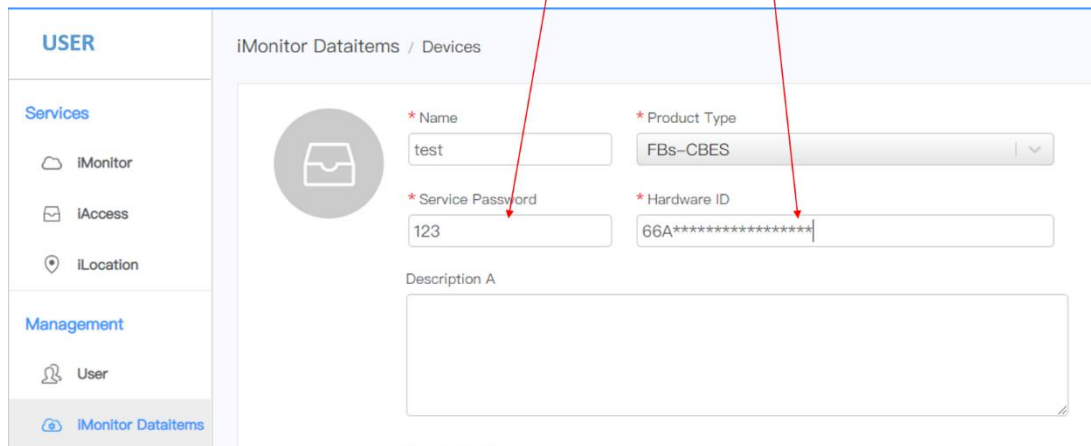 USER
iMonitor Dataitems / Devices
Services
iMonitor
iAccess
iLocation
Management
User
iMonitor Dataitems
* Name
* Product Type
test
FBs-CBES
* Service Password
* Hardware ID
123
66A*****************
Description A